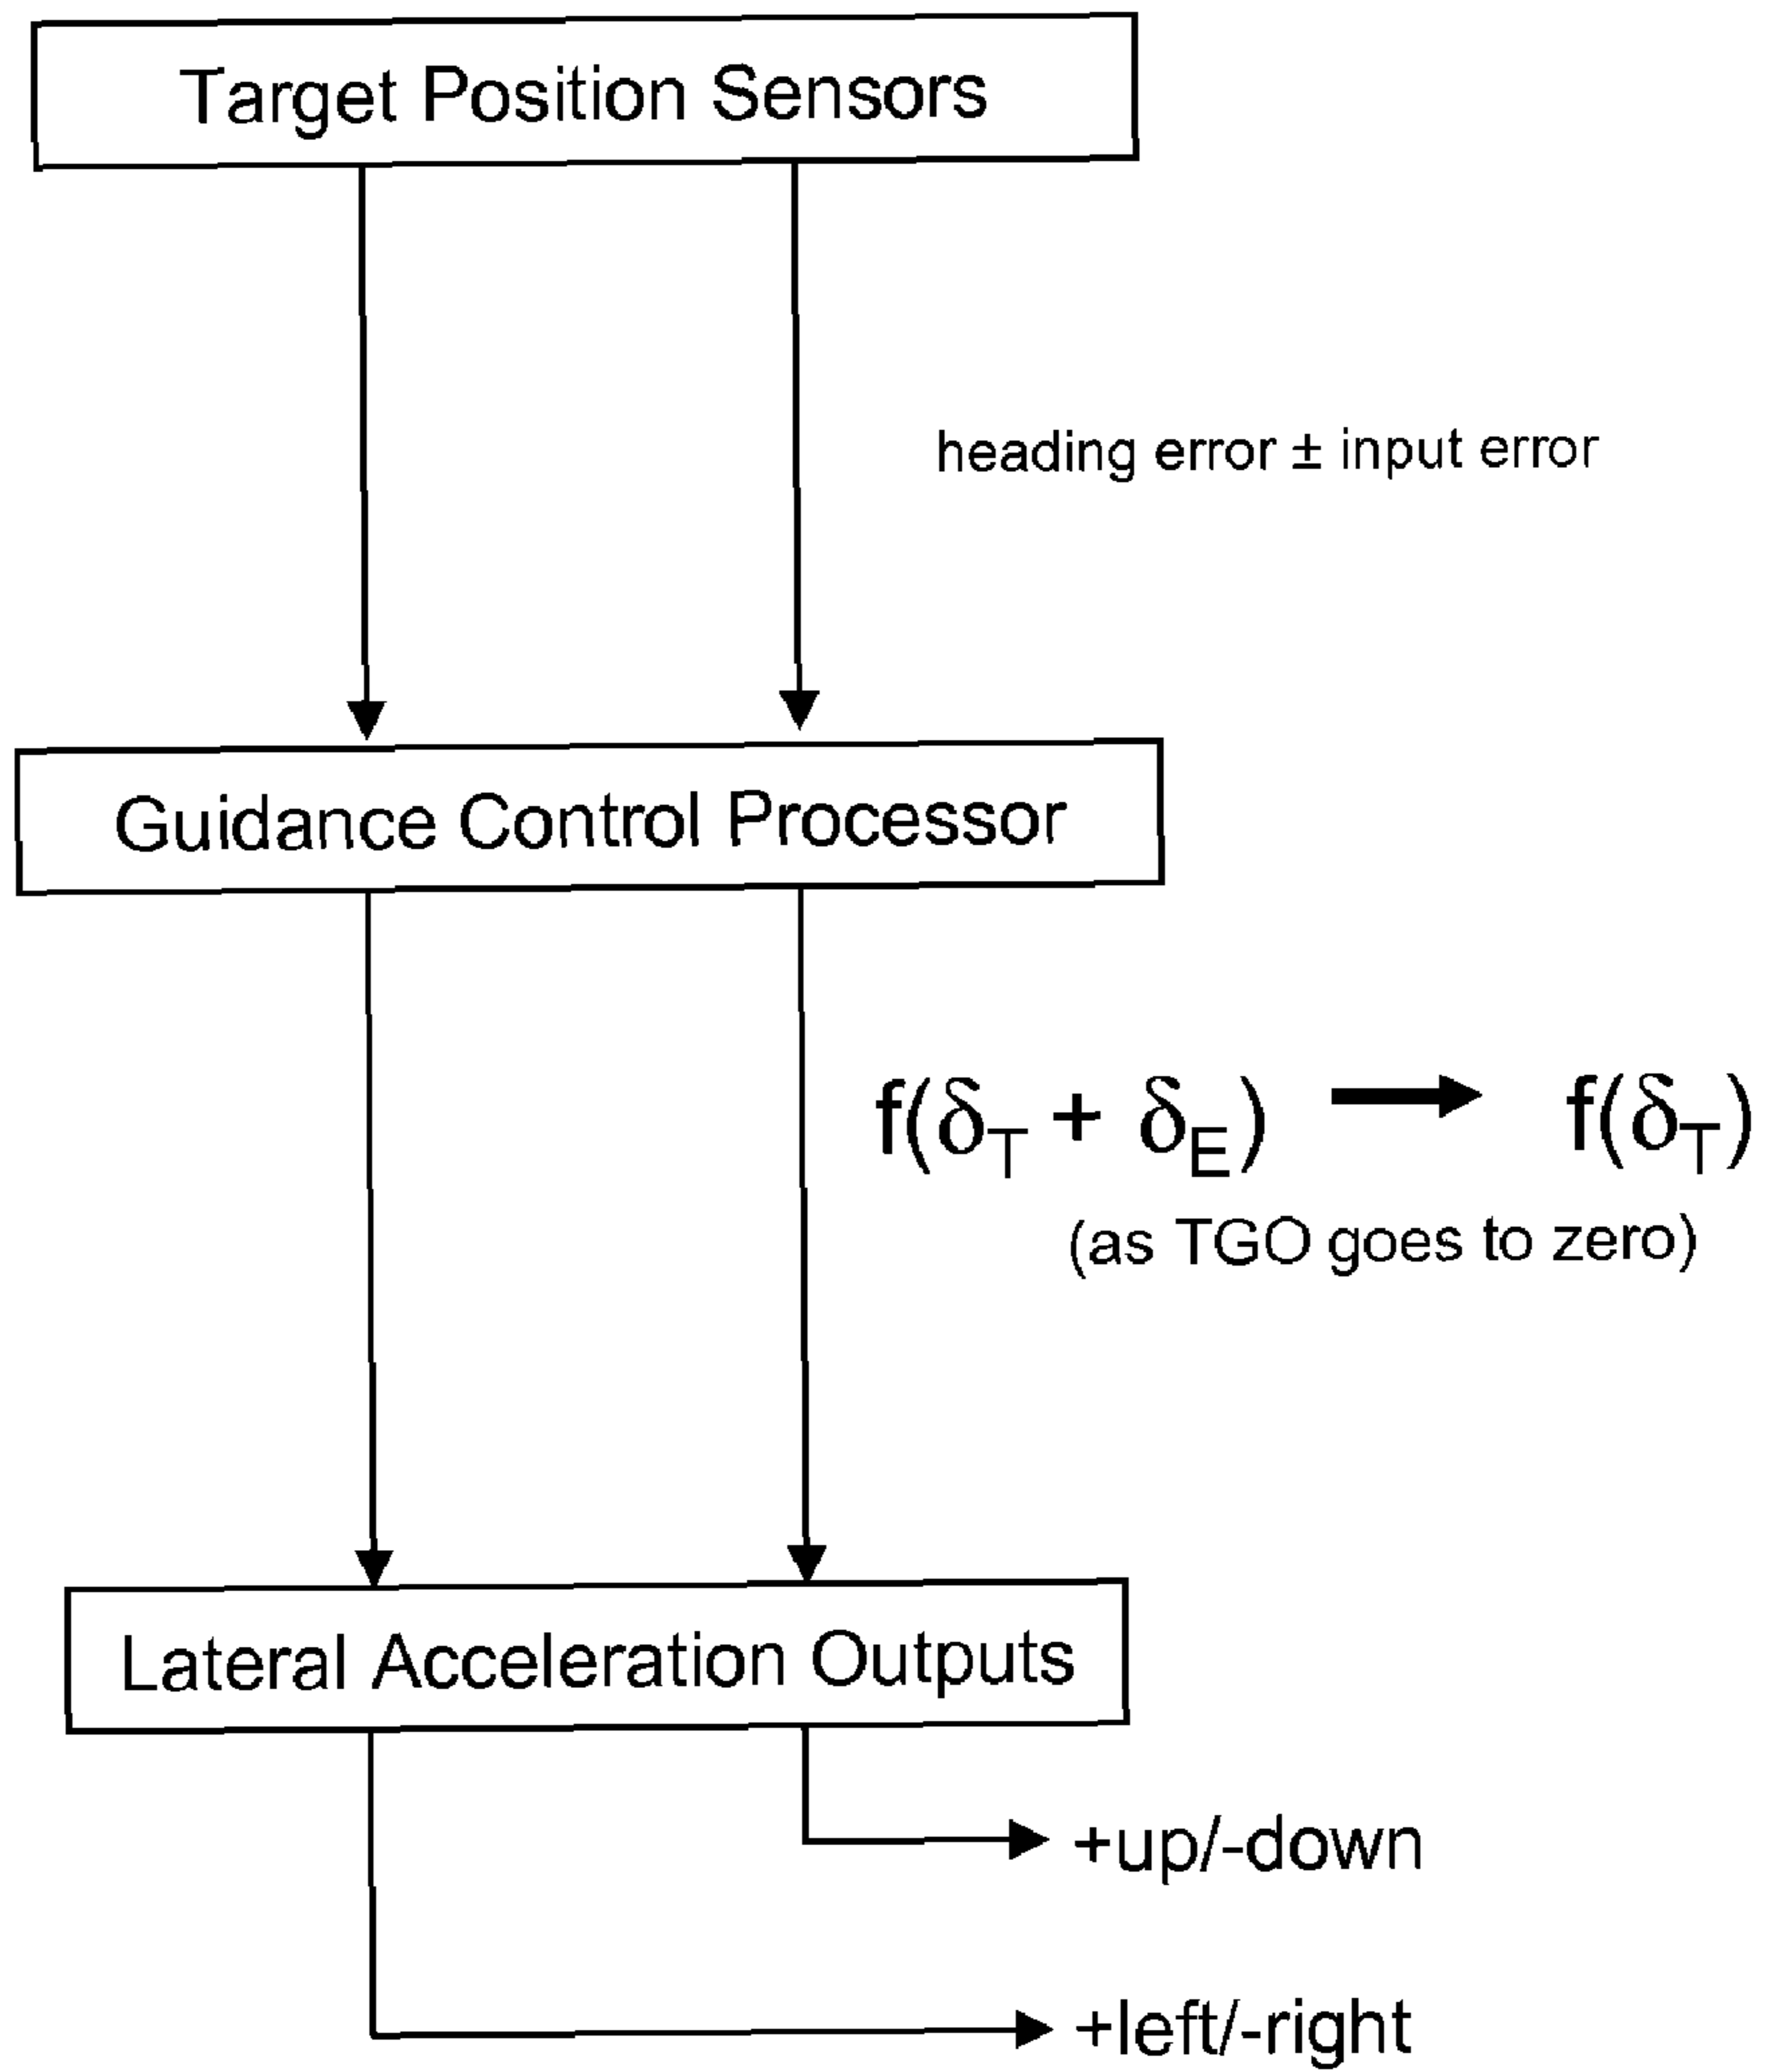 Target Position Sensors
heading error ± input error
Guidance Control Processor
f(δT + δE) → f(δT)
(as TGO goes to zero)
Lateral Acceleration Outputs
+up/-down
+left/-right